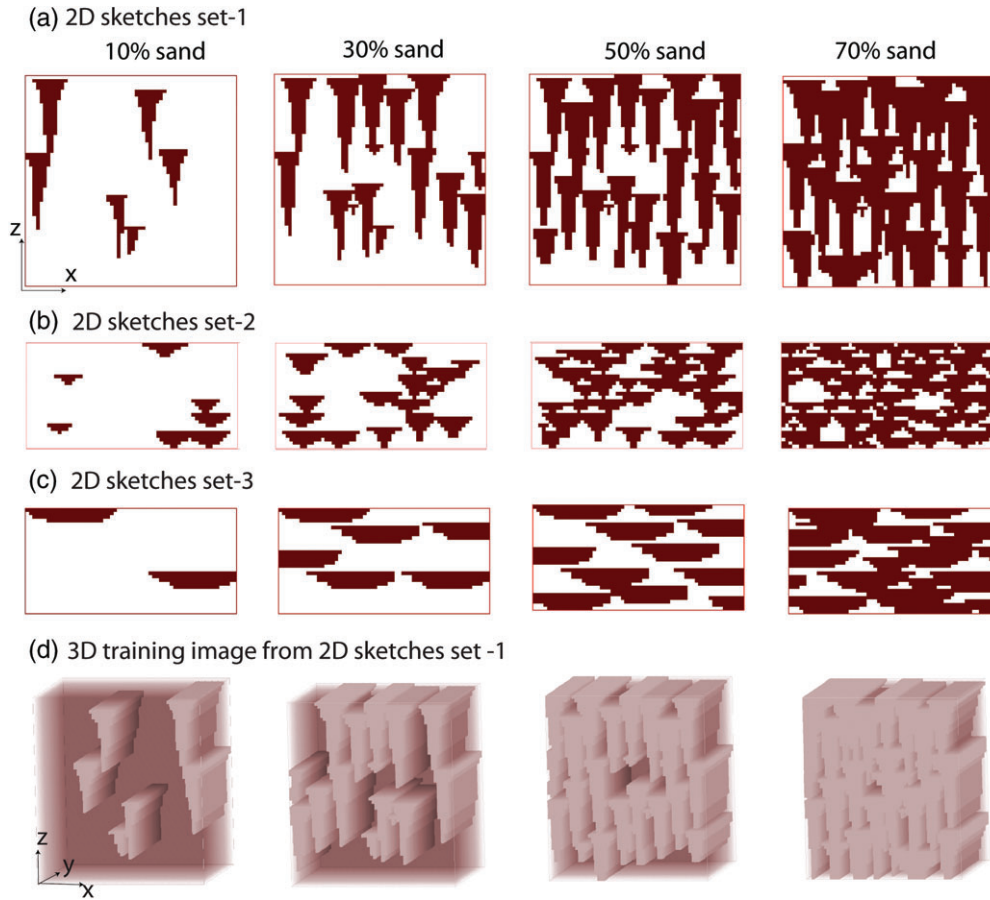 (a) 2D sketches set-1
10% sand 30% sand 50% sand 70% sand
z
x
(b) 2D sketches set-2
(c) 2D sketches set-3
(d) 3D training image from 2D sketches set -1
z
y
x